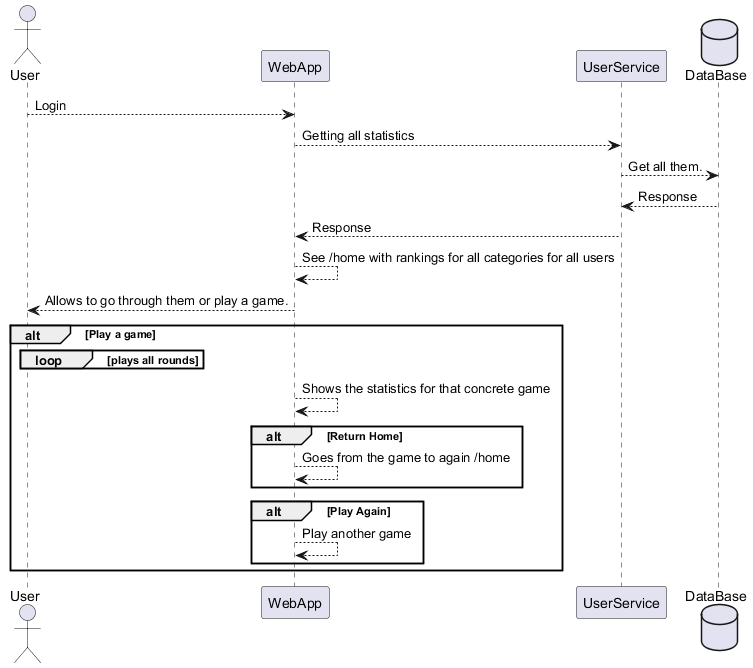 User
WebApp
UserService
DataBase
Login
Getting all statistics
Get all them.
Response
Response
See /home with rankings for all categories for all users
Allows to go through them or play a game.
alt [Play a game]
loop [plays all rounds]
Shows the statistics for that concrete game
alt [Return Home]
Goes from the game to again /home
alt [Play Again]
Play another game
User
WebApp
UserService
DataBase